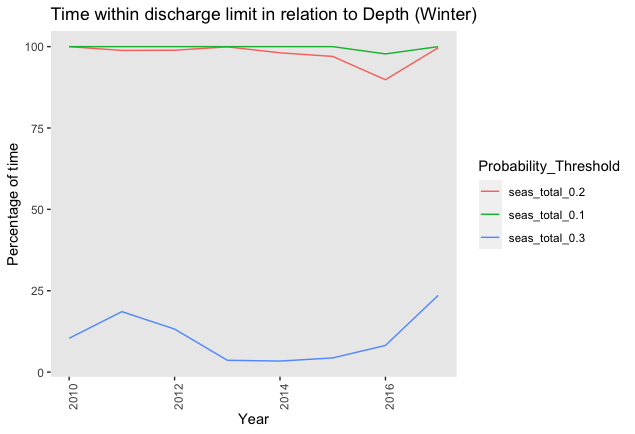 Time within discharge limit in relation to Depth (Winter)
100
75
50
25
0
Percentage of time
2010
2012
2014
2016
Year
Probability_Threshold
seas_total_0.2
seas_total_0.1
seas_total_0.3